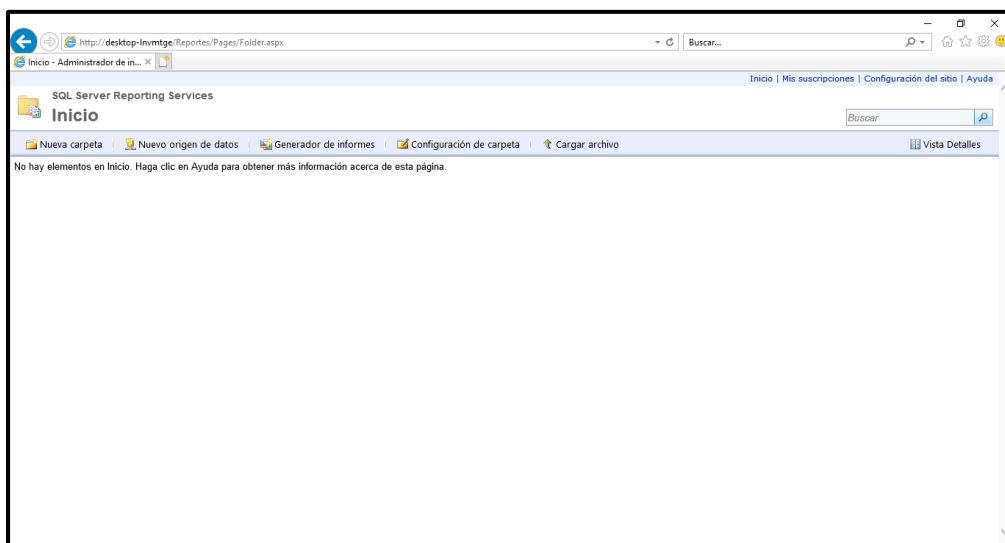 http://desktop-lnvmtge/Reportes/Pages/Folder.aspx
Buscar...
Inicio - Administrador de in...
Inicio | Mis suscripciones | Configuración del sitio | Ayuda
SQL Server Reporting Services
Inicio
Buscar
Nueva carpeta
Nuevo origen de datos
Generador de informes
Configuración de carpeta
Cargar archivo
Vista Detalles
No hay elementos en Inicio. Haga clic en Ayuda para obtener más información acerca de esta página.